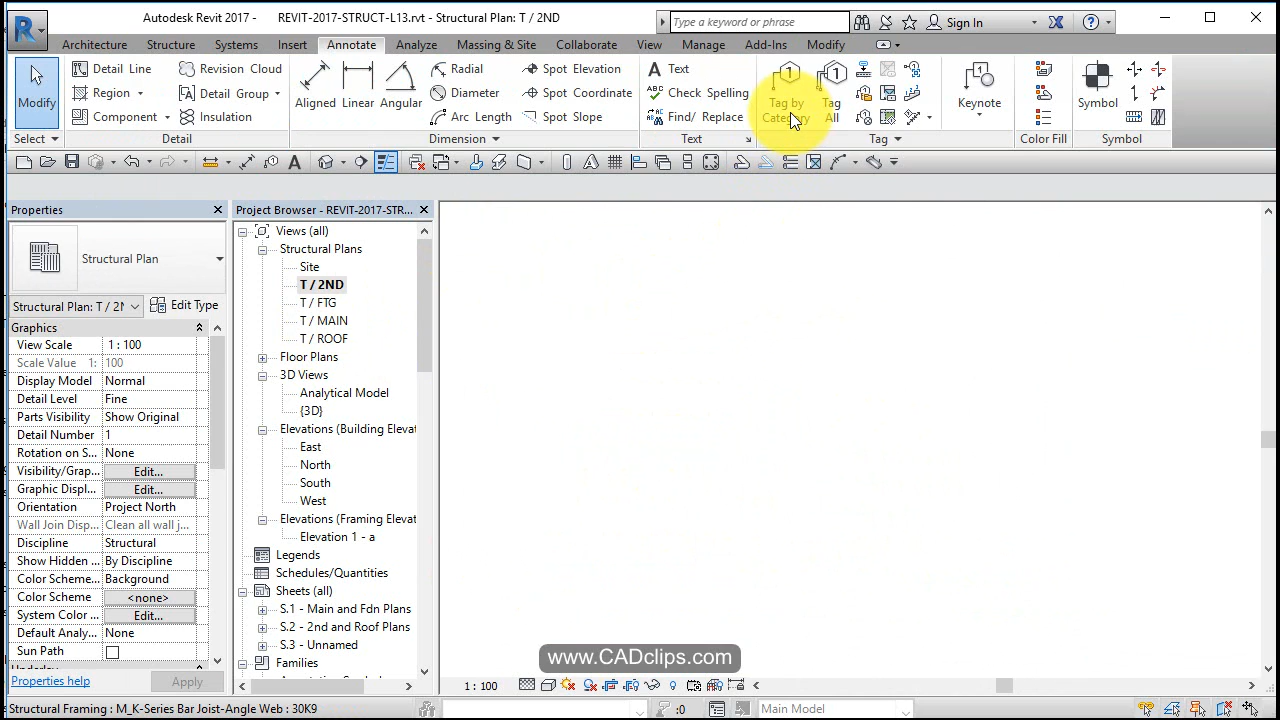 Autodesk Revit 2017 - REVIT-2017-STRUCT-L13.rvt - Structural Plan: T / 2ND
Type a keyword or phrase
Sign In
Architecture Structure Systems Insert Annotate Analyze Massing & Site Collaborate View Manage Add-Ins Modify
Modify
Detail Line
Region
Component
Revision Cloud
Detail Group
Insulation
Aligned
Linear
Angular
Radial
Diameter
Arc Length
Spot Elevation
Spot Coordinate
Spot Slope
Text
Check Spelling
Find/ Replace
Tag by
Category
Tag
All
Keynote
Symbol
Select Detail Dimension Text Tag Color Fill Symbol
Properties
Structural Plan
Structural Plan: T / 2N
Edit Type
Graphics
View Scale 1 : 100
Scale Value 1: 100
Display Model Normal
Detail Level Fine
Parts Visibility Show Original
Detail Number 1
Rotation on S... None
Visibility/Grap... Edit...
Graphic Displ... Edit...
Orientation Project North
Wall Join Disp... Clean all wall j...
Discipline Structural
Show Hidden ... By Discipline
Color Scheme... Background
Color Scheme <none>
System Color ... Edit...
Default Analy... None
Sun Path
Properties help
Apply
Project Browser - REVIT-2017-STR...
Views (all)
Structural Plans
Site
T / 2ND
T / FTG
T / MAIN
T / ROOF
Floor Plans
3D Views
Analytical Model
{3D}
Elevations (Building Elevat
East
North
South
West
Elevations (Framing Elevat
Elevation 1 - a
Legends
Schedules/Quantities
Sheets (all)
S.1 - Main and Fdn Plans
S.2 - 2nd and Roof Plans
S.3 - Unnamed
Families
www.CADclips.com
1 : 100
Structural Framing : M_K-Series Bar Joist-Angle Web : 30K9
:0
Main Model